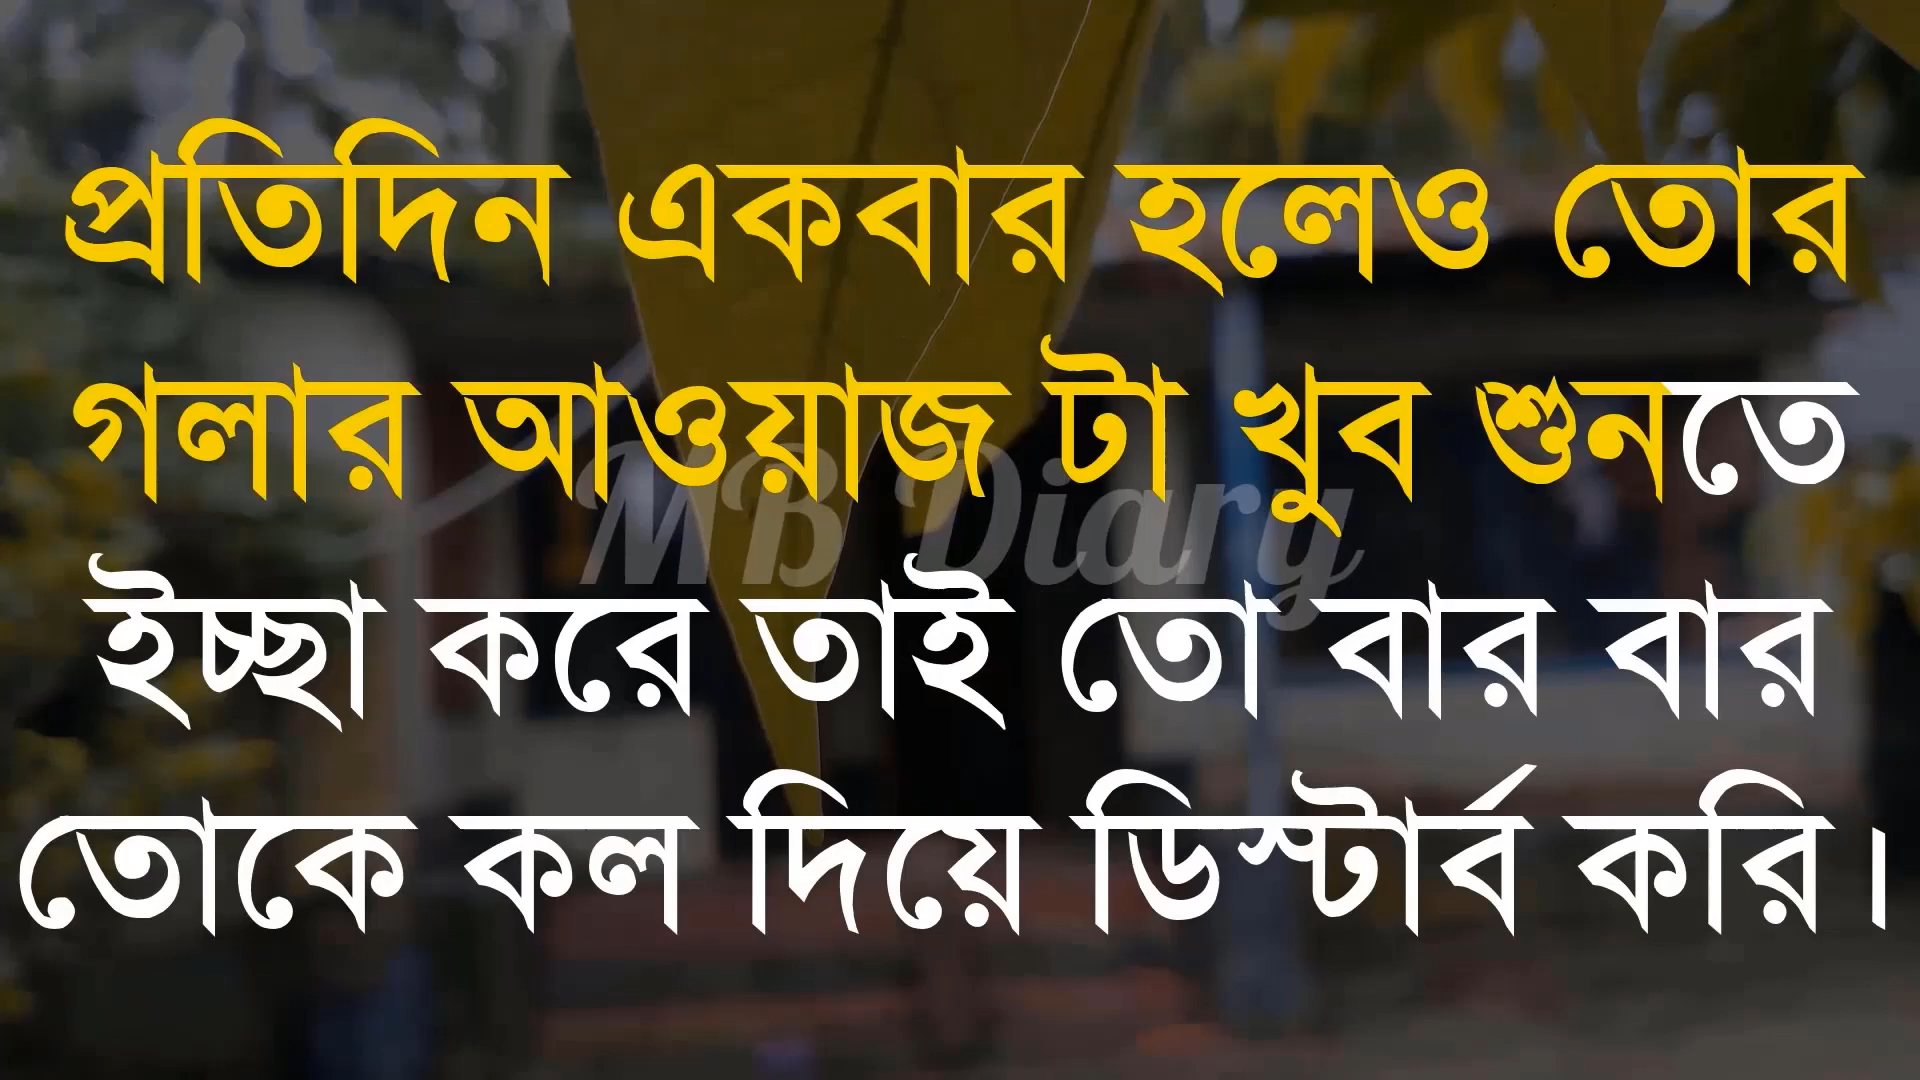 প্রতিদিন একবার হলেও তোর
গলার আওয়াজ টা খুব শুনতে
MB Diary
ইচ্ছা করে তাই তো বার বার
তোকে কল দিয়ে ডিস্টার্ব করি।